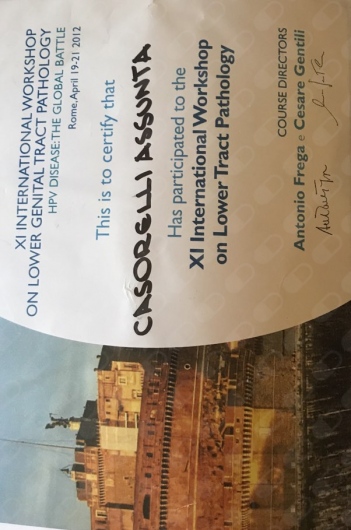 XI INTERNATIONAL WORKSHOP
ON LOWER GENITAL TRACT PATHOLOGY
HPV DISEASE:THE GLOBAL BATTLE
Rome,April 19-21 2012
This is to certify that
CASORELLI ASSUNTA
Has participated to the
XI International Workshop
on Lower Tract Pathology
COURSE DIRECTORS
Antonio Frega e Cesare Gentili